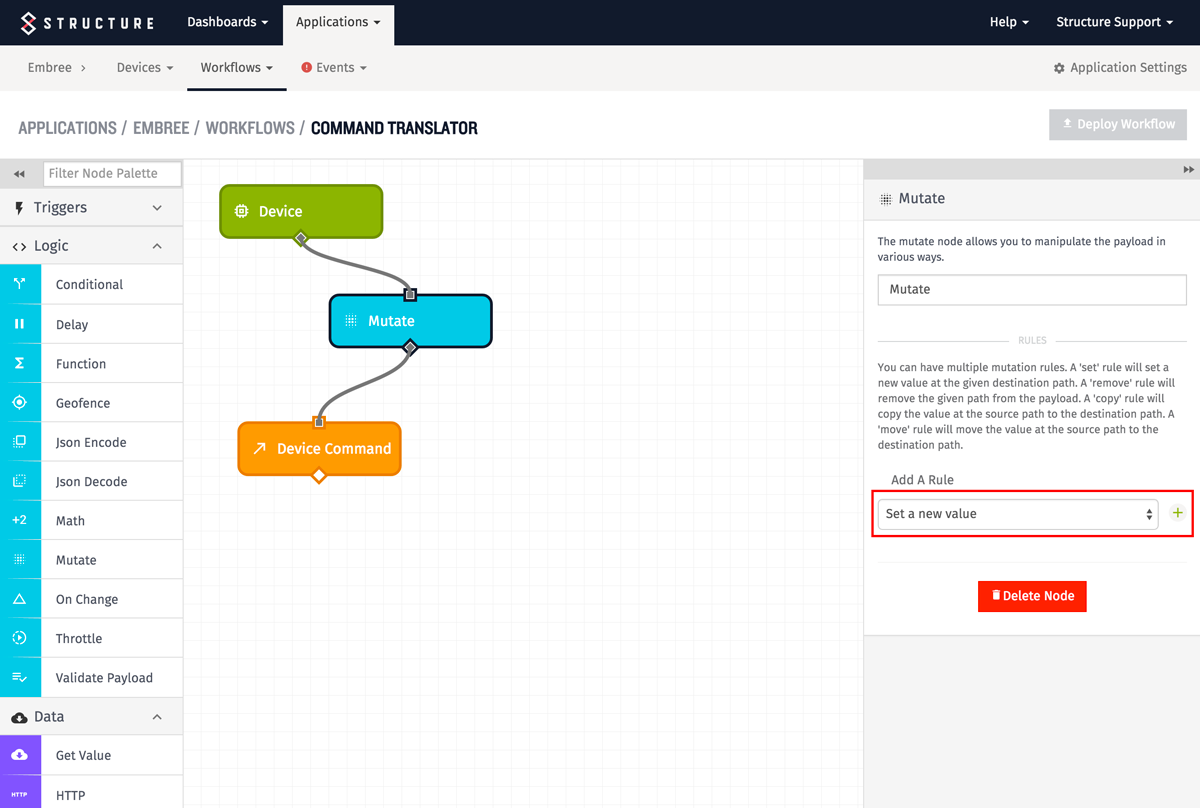 STRUCTURE
Dashboards
Applications
Help
Structure Support
Embree
Devices
Workflows
Events
Application Settings
APPLICATIONS / EMBREE / WORKFLOWS / COMMAND TRANSLATOR
Deploy Workflow
Filter Node Palette
Triggers
Logic
Conditional
Delay
Function
Geofence
Json Encode
Json Decode
+2 Math
Mutate
On Change
Throttle
Validate Payload
Data
Get Value
HTTP HTTP
Device
Mutate
Device Command
Mutate
The mutate node allows you to manipulate the payload in
various ways.
Mutate
RULES
You can have multiple mutation rules. A 'set' rule will set a
new value at the given destination path. A 'remove' rule will
remove the given path from the payload. A 'copy' rule will
copy the value at the source path to the destination path. A
'move' rule will move the value at the source path to the
destination path.
Add A Rule
Set a new value
Delete Node